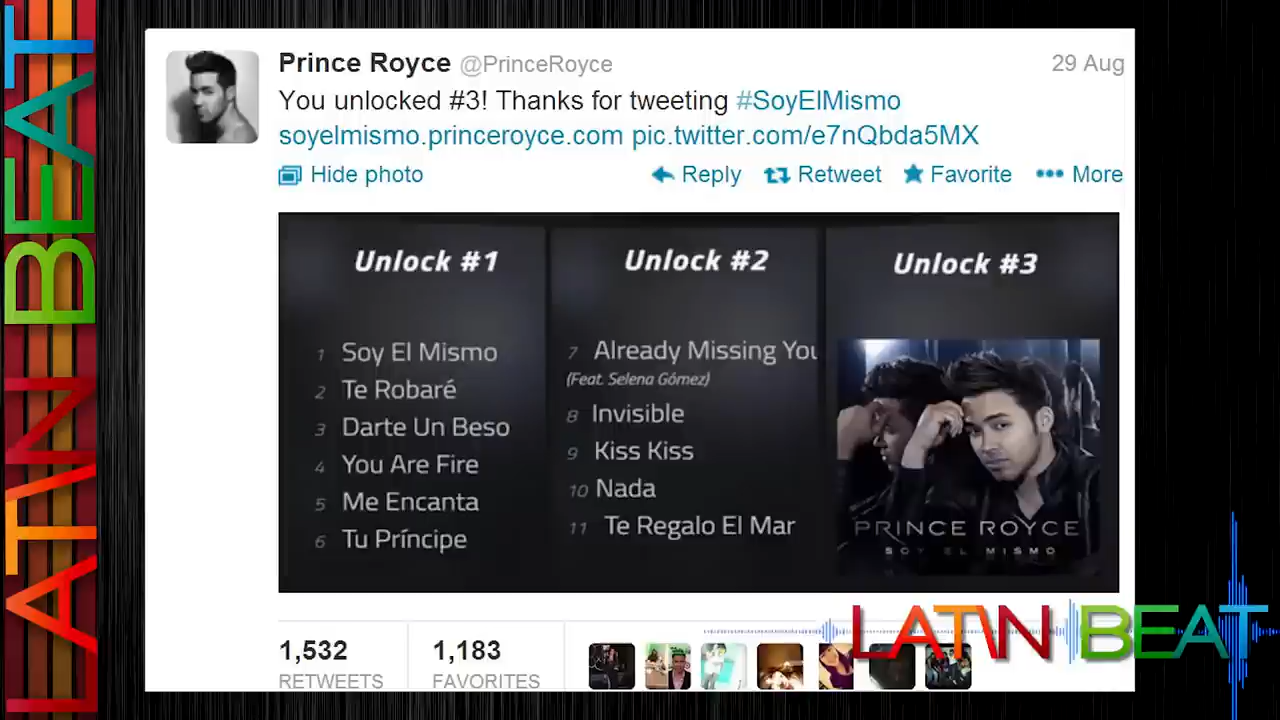 LATIN BEAT
Prince Royce @PrinceRoyce 29 Aug
You unlocked #3! Thanks for tweeting #SoyElMismo
soyelmismo.princeroyce.com pic.twitter.com/e7nQbda5MX
Hide photo Reply Retweet Favorite More
Unlock #1
1 Soy El Mismo
2 Te Robaré
3 Darte Un Beso
4 You Are Fire
5 Me Encanta
6 Tu Príncipe
Unlock #2
7 Already Missing You
(Feat. Selena Gómez)
8 Invisible
9 Kiss Kiss
10 Nada
11 Te Regalo El Mar
Unlock #3
PRINCE ROYCE
SOY EL MISMO
1,532 1,183
RETWEETS FAVORITES
LATIN BEAT